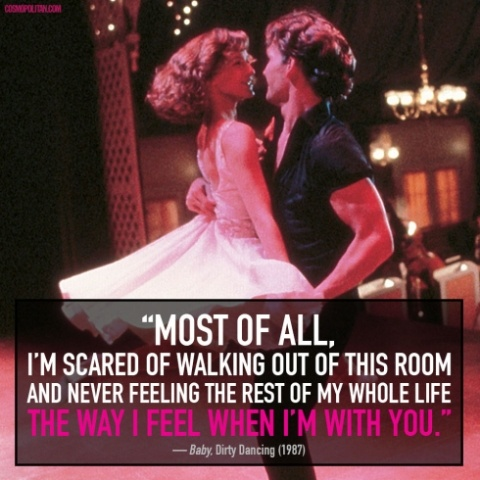 COSMOPOLITAN.COM
“MOST OF ALL,
I’M SCARED OF WALKING OUT OF THIS ROOM
AND NEVER FEELING THE REST OF MY WHOLE LIFE
THE WAY I FEEL WHEN I’M WITH YOU.”
— Baby, Dirty Dancing (1987)